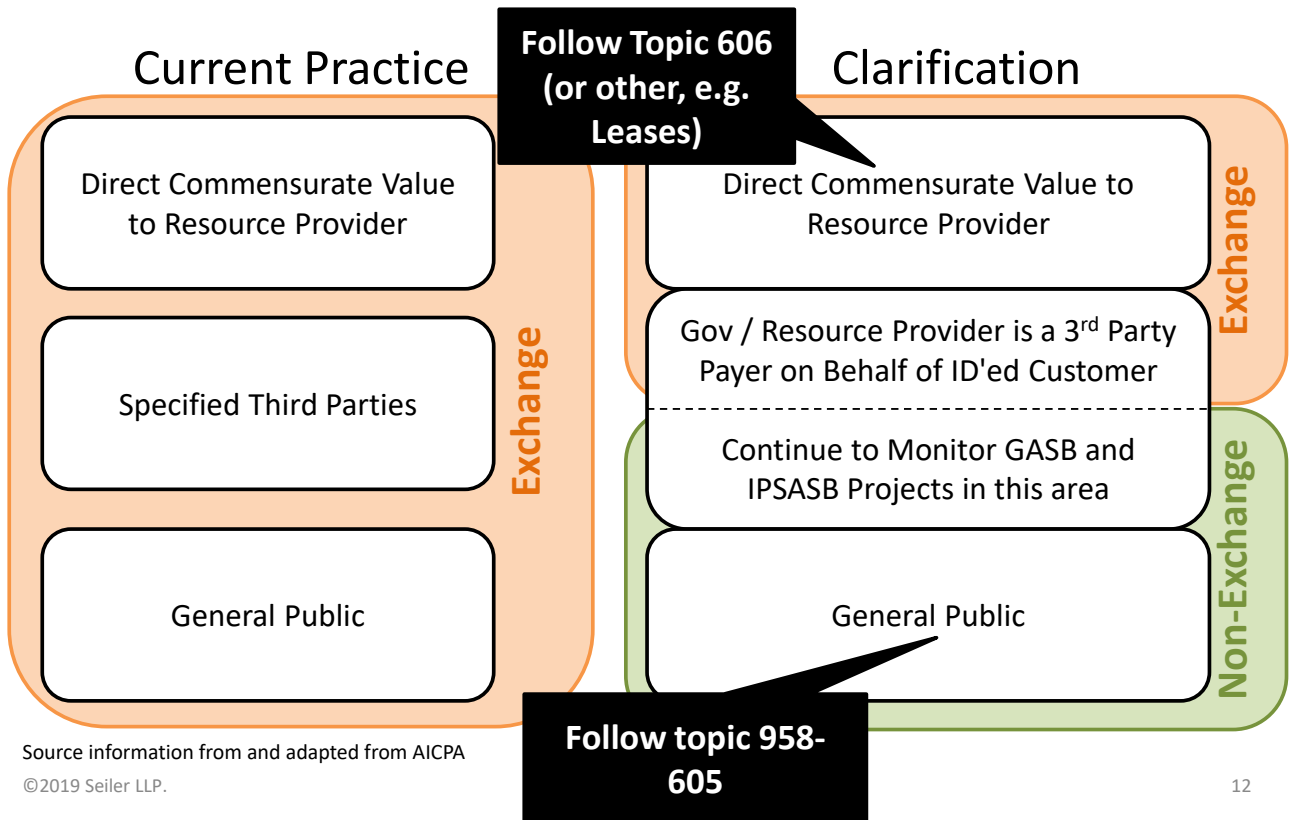 Current Practice
Direct Commensurate Value
to Resource Provider
Specified Third Parties
General Public
Exchange
Follow Topic 606
(or other, e.g.
Leases)
Clarification
Direct Commensurate Value to
Resource Provider
Gov / Resource Provider is a 3rd Party
Payer on Behalf of ID'ed Customer
Exchange
Continue to Monitor GASB and
IPSASB Projects in this area
General Public
Non-Exchange
Follow topic 958-
605
Source information from and adapted from AICPA
©2019 Seiler LLP.
12